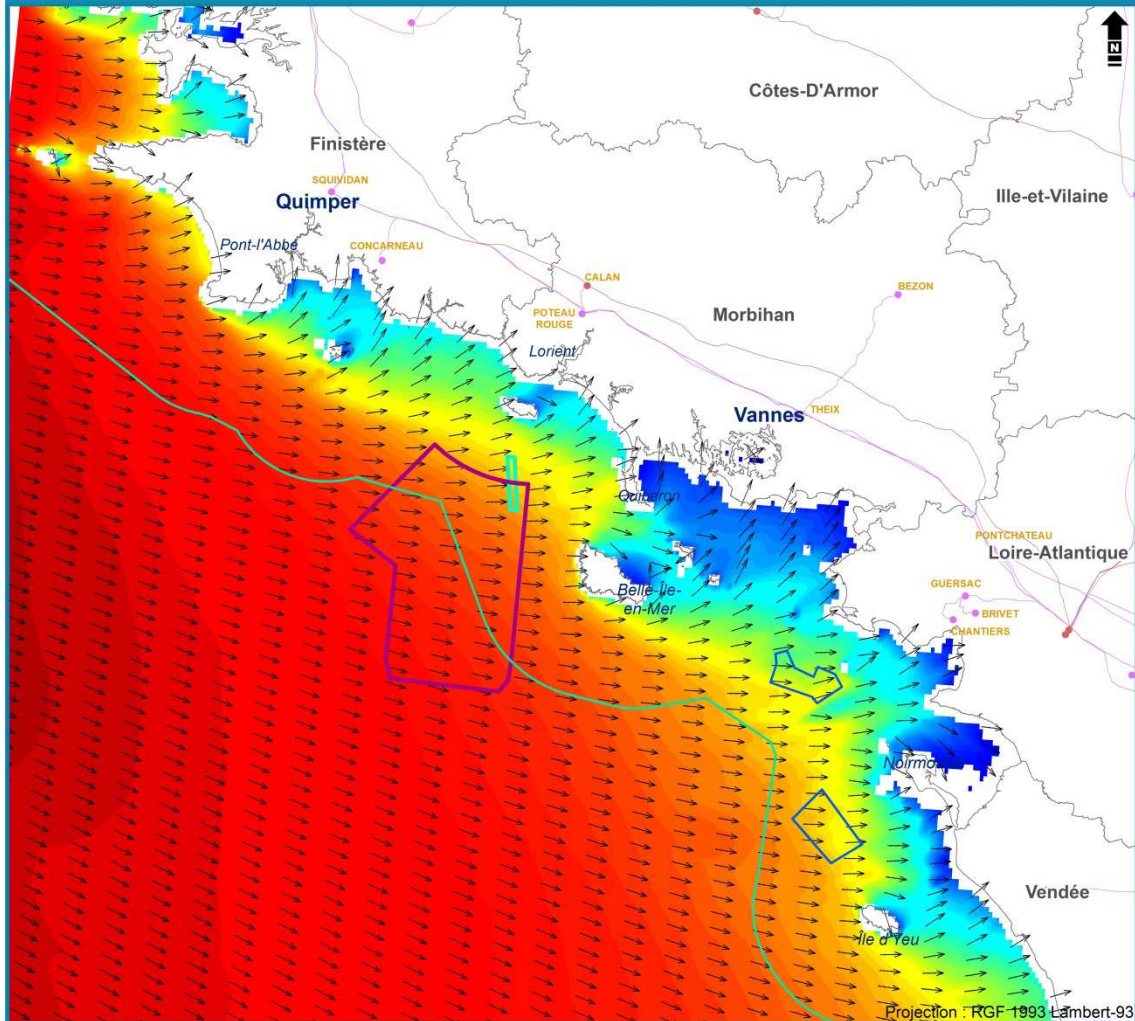 N
Côtes-D'Armor
Finistère
SQUIVIDAN
Quimper
Ille-et-Vilaine
Pont-l'Abbé
CONCARNEAU
CALAN
BEZON
POTEAU
ROUGE
Morbihan
Lorient
Vannes
THEIX
Quiberon
PONTCHATEAU
Loire-Atlantique
Belle-Île-
en-Mer
GUERSAC
BRIVET
CHANTIERS
Vendée
Île d'Yeu
Projection : RGF 1993 Lambert-93